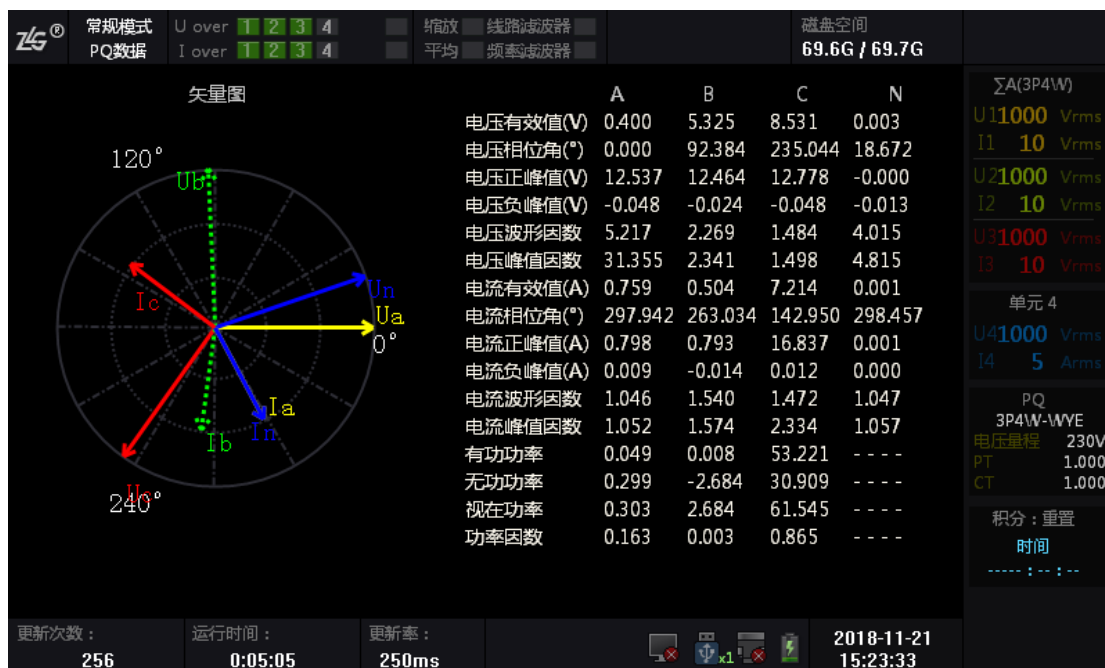 ZLG® 常规模式 U over 1 2 3 4 缩放 线路滤波器 磁盘空间
PQ数据 I over 1 2 3 4 平均 频率滤波器 69.6G / 69.7G
矢量图
120°
Ub
Un
Ua
0°
Ic
Ia
In
Ib
Uc
240°
A B C N
电压有效值(V) 0.400 5.325 8.531 0.003
电压相位角(°) 0.000 92.384 235.044 18.672
电压正峰值(V) 12.537 12.464 12.778 -0.000
电压负峰值(V) -0.048 -0.024 -0.048 -0.013
电压波形因数 5.217 2.269 1.484 4.015
电压峰值因数 31.355 2.341 1.498 4.815
电流有效值(A) 0.759 0.504 7.214 0.001
电流相位角(°) 297.942 263.034 142.950 298.457
电流正峰值(A) 0.798 0.793 16.837 0.001
电流负峰值(A) 0.009 -0.014 0.012 0.000
电流波形因数 1.046 1.540 1.472 1.047
电流峰值因数 1.052 1.574 2.334 1.057
有功功率 0.049 0.008 53.221 - - - -
无功功率 0.299 -2.684 30.909 - - - -
视在功率 0.303 2.684 61.545 - - - -
功率因数 0.163 0.003 0.865 - - - -
∑A(3P4W)
U1 1000 Vrms
I1 10 Vrms
U2 1000 Vrms
I2 10 Vrms
U3 1000 Vrms
I3 10 Vrms
单元 4
U4 1000 Vrms
I4 5 Arms
PQ
3P4W-WYE
电压量程 230V
PT 1.000
CT 1.000
积分：重置
时间
----- : -- : --
更新次数： 运行时间： 更新率：
256 0:05:05 250ms
x1
2018-11-21
15:23:33